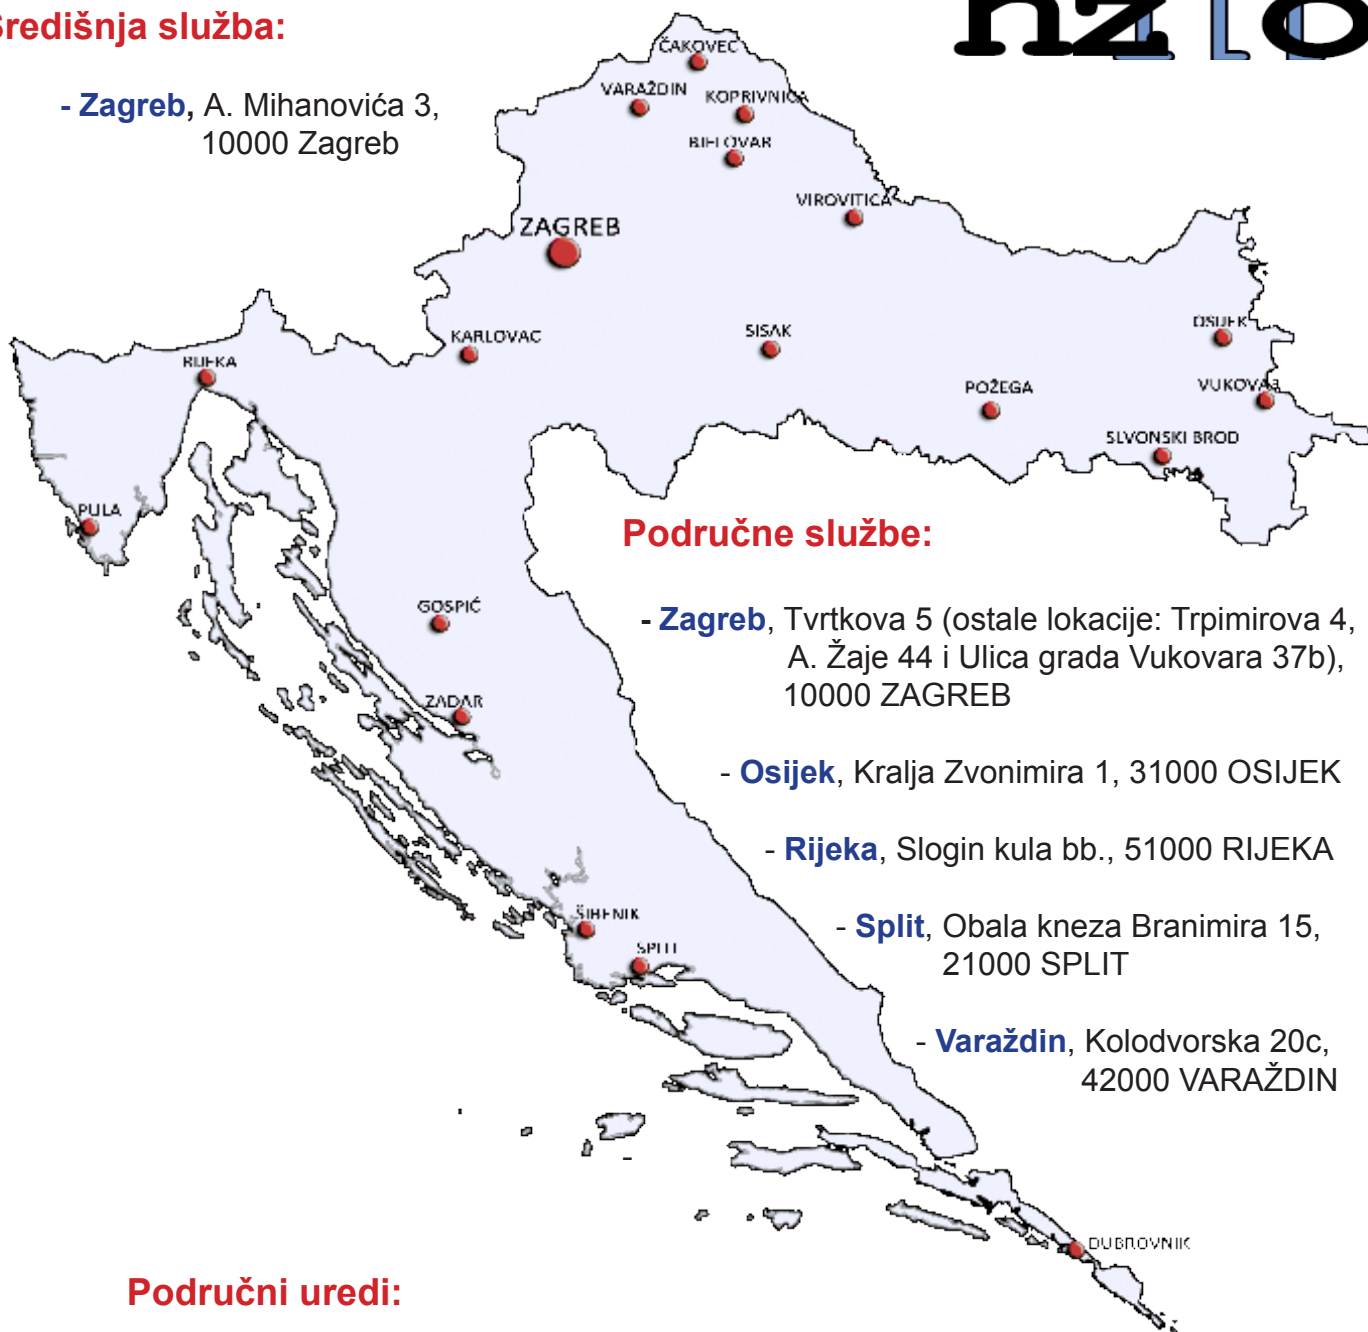 Središnja služba:
hzzo
- Zagreb, A. Mihanovića 3,
10000 Zagreb
ČAKOVEC
VARAŽDIN
KOPRIVNICA
BJELOVAR
VIROVITICA
ZAGREB
KARLOVAC
SISAK
OSIJEK
RIJEKA
POŽEGA
VUKOVAR
SLVONSKI BROD
PULA
GOSPIĆ
ZADAR
ŠIBENIK
SPLIT
DUBROVNIK
Područne službe:
- Zagreb, Tvrtkova 5 (ostale lokacije: Trpimirova 4,
A. Žaje 44 i Ulica grada Vukovara 37b),
10000 ZAGREB
- Osijek, Kralja Zvonimira 1, 31000 OSIJEK
- Rijeka, Slogin kula bb., 51000 RIJEKA
- Split, Obala kneza Branimira 15,
21000 SPLIT
- Varaždin, Kolodvorska 20c,
42000 VARAŽDIN
Područni uredi: